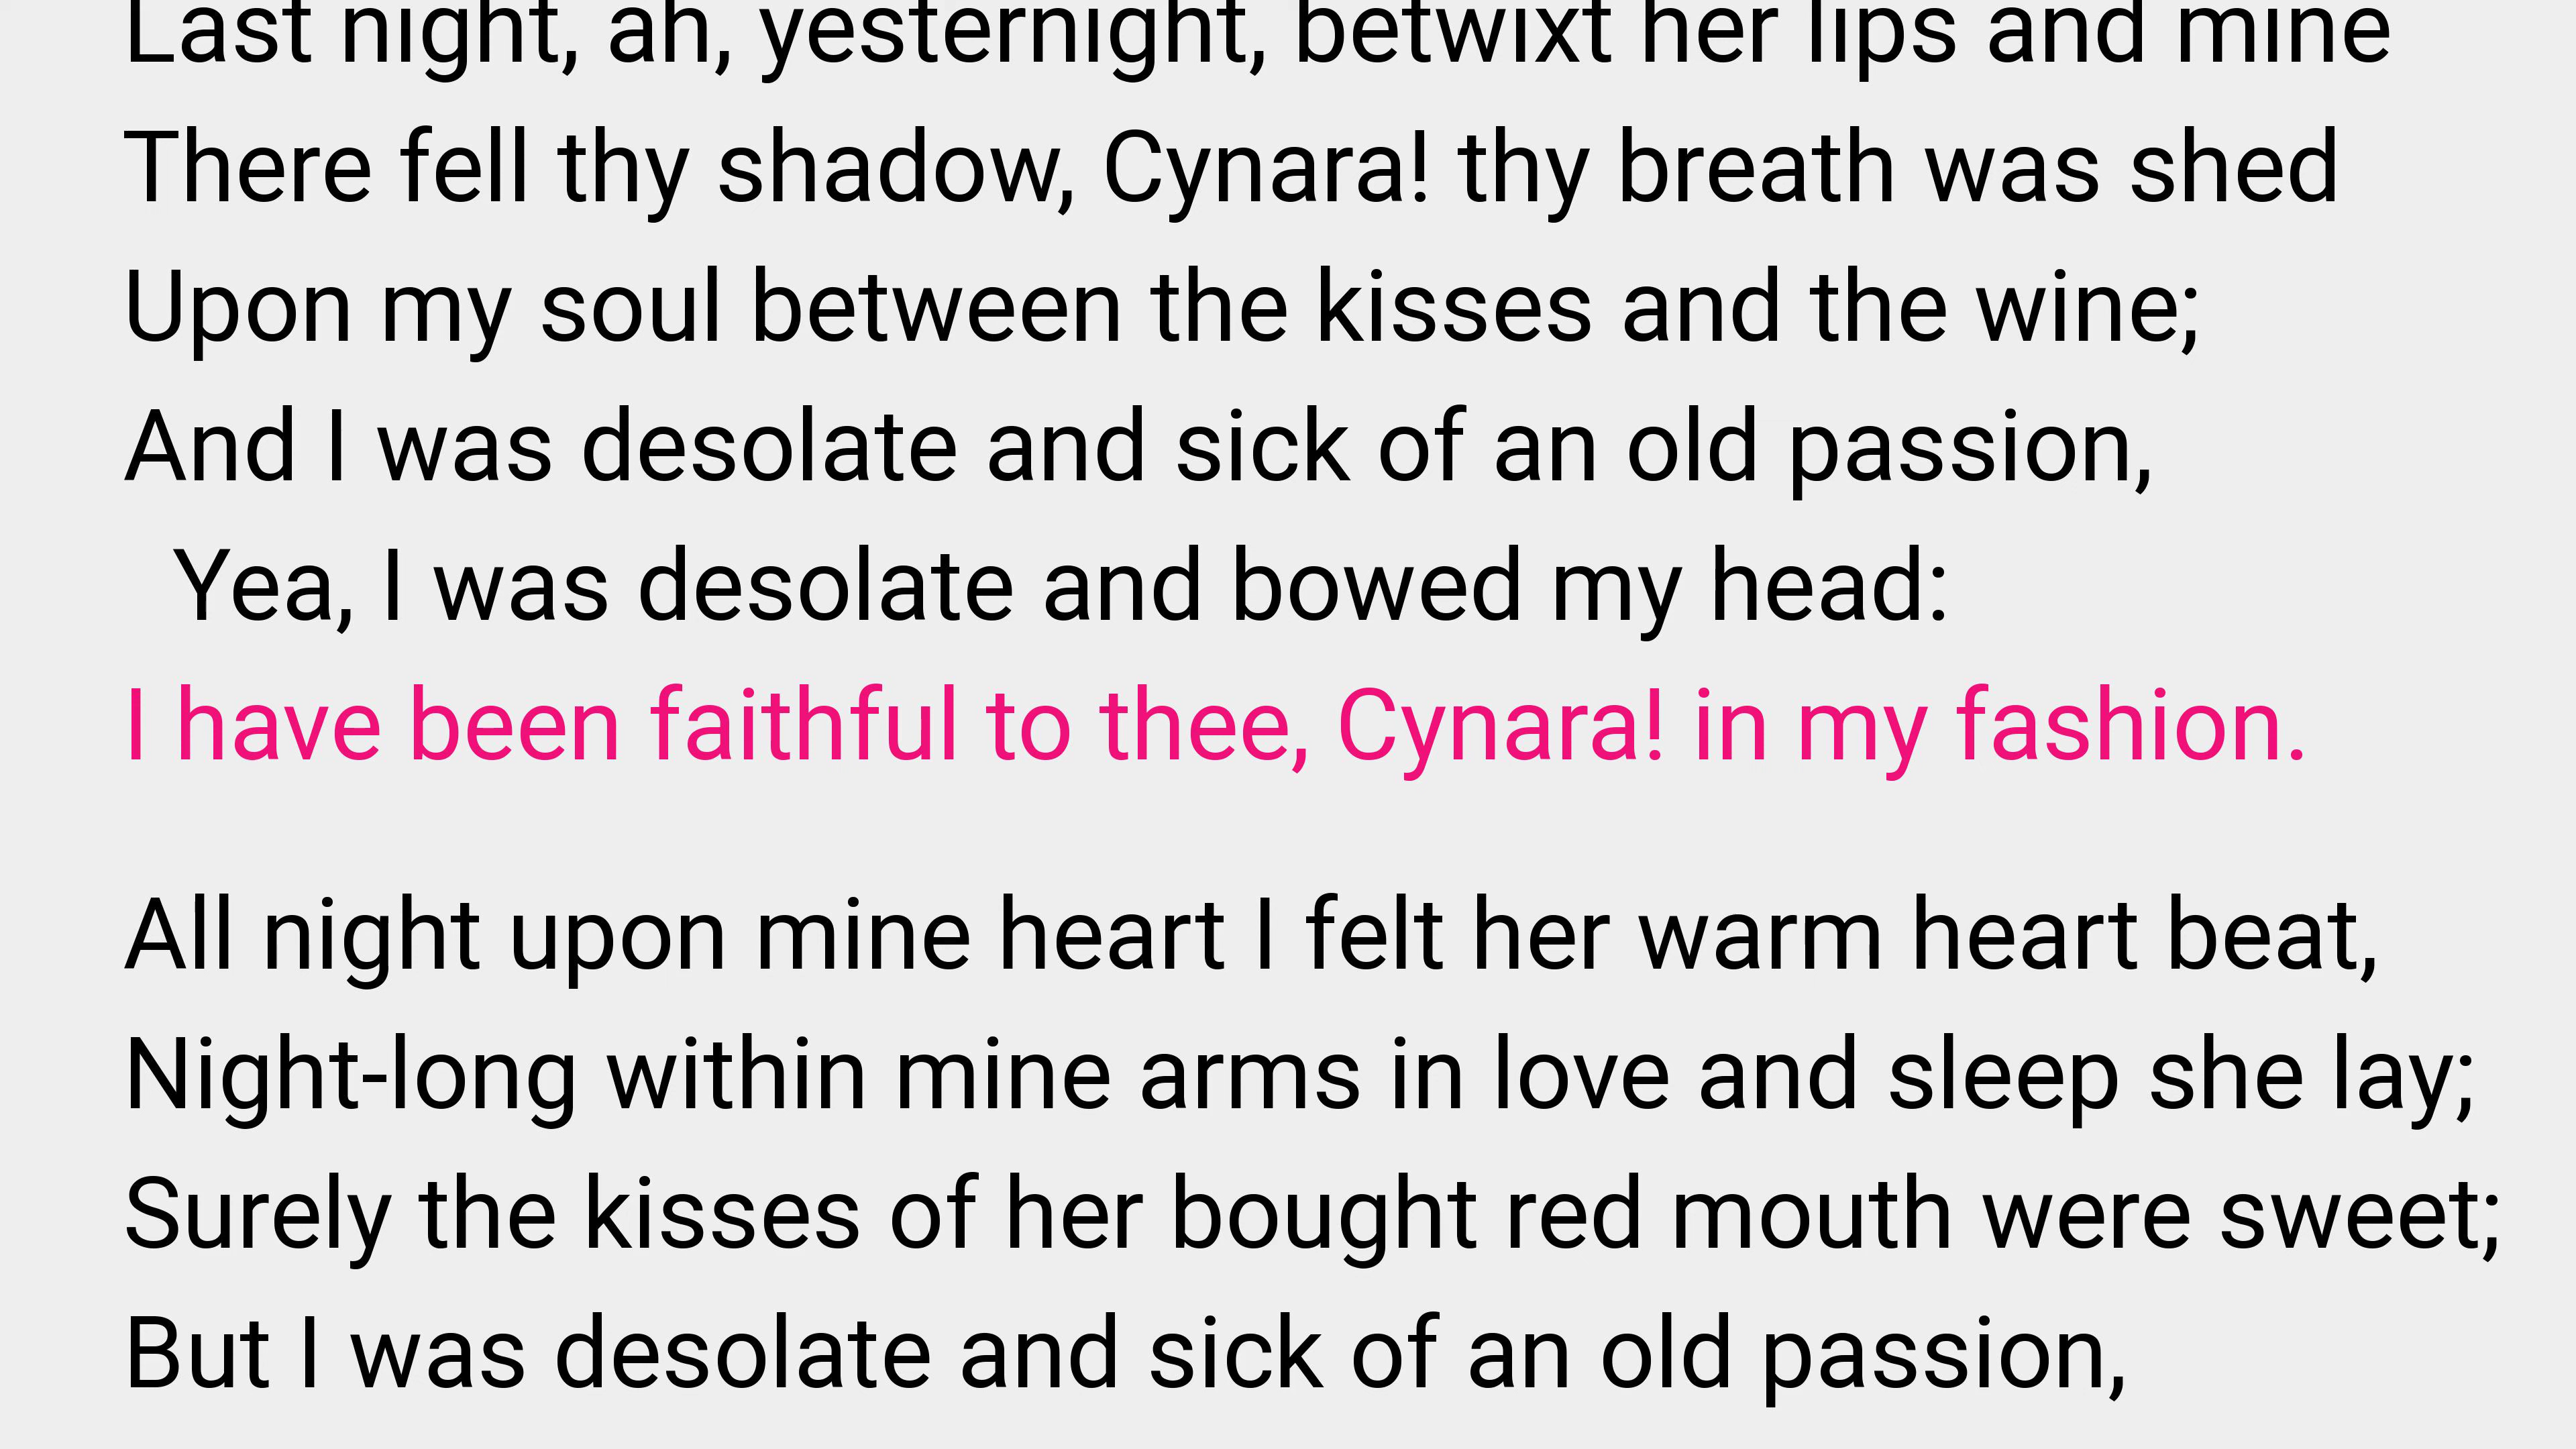 Last night, ah, yesternight, betwixt her lips and mine
There fell thy shadow, Cynara! thy breath was shed
Upon my soul between the kisses and the wine;
And I was desolate and sick of an old passion,
Yea, I was desolate and bowed my head:
I have been faithful to thee, Cynara! in my fashion.

All night upon mine heart I felt her warm heart beat,
Night-long within mine arms in love and sleep she lay;
Surely the kisses of her bought red mouth were sweet;
But I was desolate and sick of an old passion,